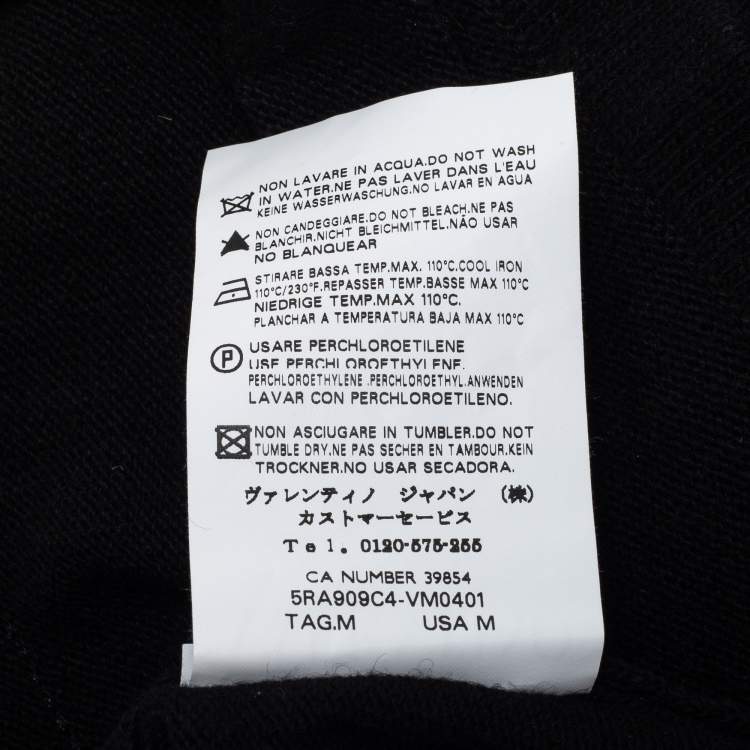 NON LAVARE IN ACQUA.DO NOT WASH
IN WATER.NE PAS LAVER DANS L'EAU
KEINE WASSERWASCHUNG.NO LAVAR EN AGUA
NON CANDEGGIARE.DO NOT BLEACH.NE PAS
BLANCHIR.NICHT BLEICHMITTEL.NÃO USAR
NO BLANQUEAR
STIRARE BASSA TEMP.MAX. 110°C.COOL IRON
110°C/230°F.REPASSER TEMP.BASSE MAX 110°C
NIEDRIGE TEMP.MAX 110°C.
PLANCHAR A TEMPERATURA BAJA MAX 110°C
P
USARE PERCHLOROETILENE
USE PERCHLOROETHYLENE.
PERCHLOROETHYLENE .PERCHLOROETHYL.ANWENDEN
LAVAR CON PERCHLOROETILENO.
NON ASCIUGARE IN TUMBLER.DO NOT
TUMBLE DRY.NE PAS SECHER EN TAMBOUR.KEIN
TROCKNER.NO USAR SECADORA.
ヴァレンティノ ジャパン (株)
カストマーセービス
Tel. 0120-575-255
CA NUMBER 39854
5RA909C4-VM0401
TAG.M USA M